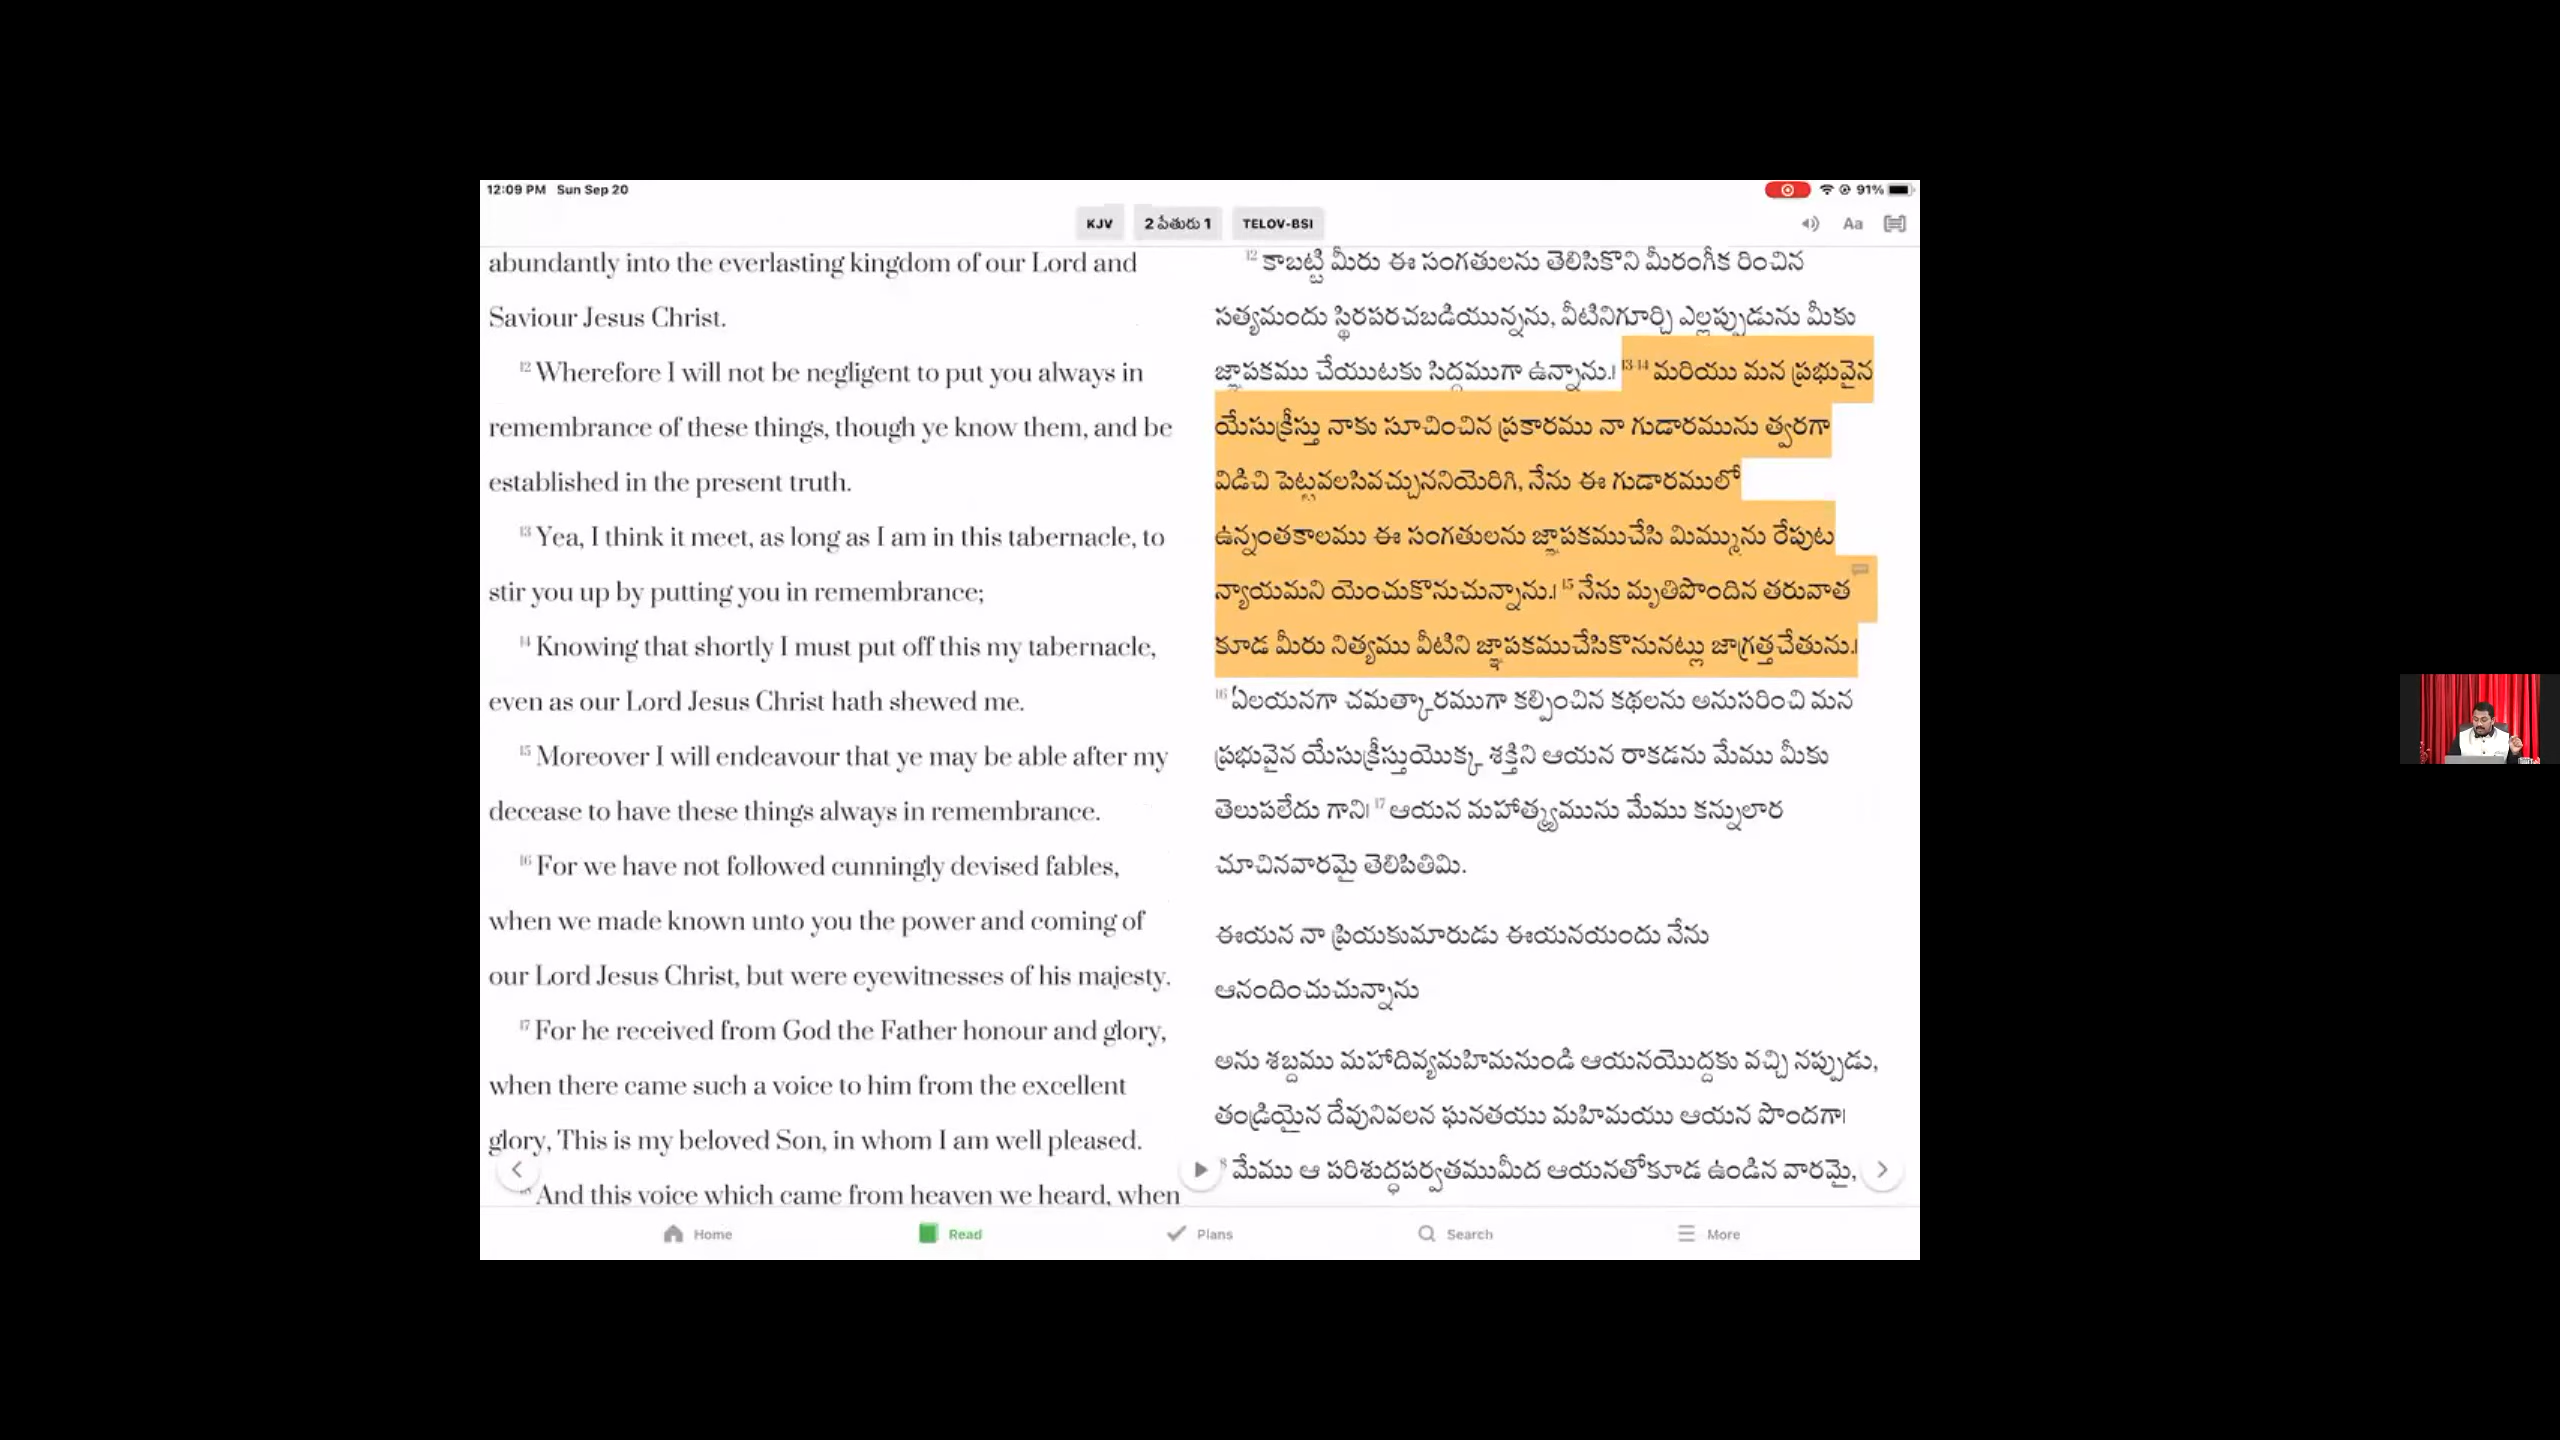 12:09 PM Sun Sep 20
91%
KJV 2 పేతురు 1 TELOV-BSI
Aa
abundantly into the everlasting kingdom of our Lord and
Saviour Jesus Christ.
12 Wherefore I will not be negligent to put you always in
remembrance of these things, though ye know them, and be
established in the present truth.
13 Yea, I think it meet, as long as I am in this tabernacle, to
stir you up by putting you in remembrance;
14 Knowing that shortly I must put off this my tabernacle,
even as our Lord Jesus Christ hath shewed me.
15 Moreover I will endeavour that ye may be able after my
decease to have these things always in remembrance.
16 For we have not followed cunningly devised fables,
when we made known unto you the power and coming of
our Lord Jesus Christ, but were eyewitnesses of his majesty.
17 For he received from God the Father honour and glory,
when there came such a voice to him from the excellent
glory, This is my beloved Son, in whom I am well pleased.
And this voice which came from heaven we heard, when
12 కాబట్టి మీరు ఈ సంగతులను తెలిసికొని మీరంగీక రించిన
సత్యమందు స్థిరపరచబడియున్నను, వీటినిగూర్చి ఎల్లప్పుడును మీకు
జ్ఞాపకము చేయుటకు సిద్ధముగా ఉన్నాను.| 13-14 మరియు మన ప్రభువైన
యేసుక్రీస్తు నాకు సూచించిన ప్రకారము నా గుడారమును త్వరగా
విడిచి పెట్టవలసివచ్చుననియెరిగి, నేను ఈ గుడారములో
ఉన్నంతకాలము ఈ సంగతులను జ్ఞాపకముచేసి మిమ్మును రేపుట
న్యాయమని యెంచుకొనుచున్నాను.| 15 నేను మృతిపొందిన తరువాత
కూడ మీరు నిత్యము వీటిని జ్ఞాపకముచేసికొనునట్లు జాగ్రత్తచేతును.|
16 ఏలయనగా చమత్కారముగా కల్పించిన కథలను అనుసరించి మన
ప్రభువైన యేసుక్రీస్తుయొక్క శక్తిని ఆయన రాకడను మేము మీకు
తెలుపలేదు గాని| 17 ఆయన మహాత్మ్యమును మేము కన్నులార
చూచినవారమై తెలిపితిమి.
ఈయన నా ప్రియకుమారుడు ఈయనయందు నేను
ఆనందించుచున్నాను
అను శబ్దము మహాదివ్యమహిమనుండి ఆయనయొద్దకు వచ్చి నప్పుడు,
తండ్రియైన దేవునివలన ఘనతయు మహిమయు ఆయన పొందగా|
8 మేము ఆ పరిశుద్ధపర్వతముమీద ఆయనతోకూడ ఉండిన వారమై,
Home Read Plans Search More